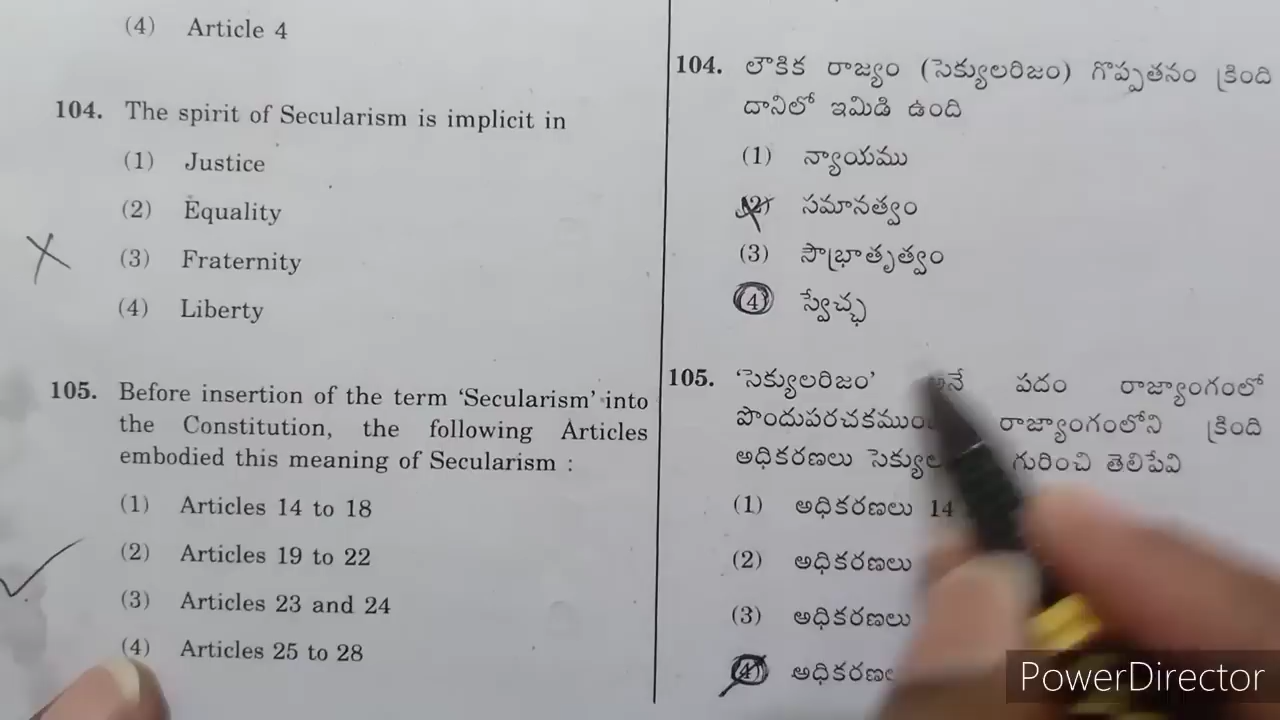 (4) Article 4
104. The spirit of Secularism is implicit in
(1) Justice
(2) Equality
(3) Fraternity
(4) Liberty
105. Before insertion of the term ‘Secularism’ into
the Constitution, the following Articles
embodied this meaning of Secularism :
(1) Articles 14 to 18
(2) Articles 19 to 22
(3) Articles 23 and 24
(4) Articles 25 to 28
104. లౌకిక రాజ్యం (సెక్యులరిజం) గొప్పతనం క్రింది
దానిలో ఇమిడి ఉంది
(1) న్యాయము
(2) సమానత్వం
(3) సౌభ్రాతృత్వం
(4) స్వేచ్ఛ
105. ‘సెక్యులరిజం’ అనే పదం రాజ్యాంగంలో
రాజ్యాంగంలోని క్రింది
అధికరణలు గురించి తెలిపేవి
(1) అధికరణలు 14
(2) అధికరణలు
(3) అధికరణలు
(4)
PowerDirector